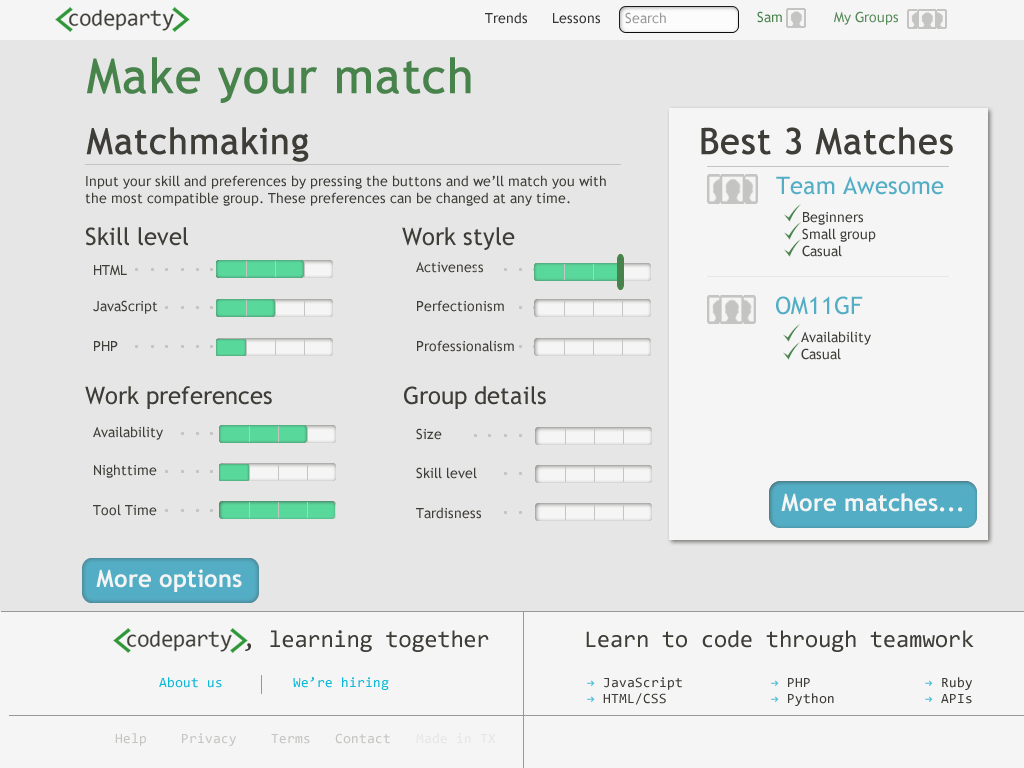 <codeparty>
Trends
Lessons
Search
Sam
My Groups
Make your match
Matchmaking
Input your skill and preferences by pressing the buttons and we’ll match you with
the most compatible group. These preferences can be changed at any time.
Skill level
HTML
JavaScript
PHP
Work style
Activeness
Perfectionism
Professionalism
Work preferences
Availability
Nighttime
Tool Time
Group details
Size
Skill level
Tardisness
More options
Best 3 Matches
Team Awesome
Beginners
Small group
Casual
OM11GF
Availability
Casual
More matches...
<codeparty>, learning together
About us
We’re hiring
Learn to code through teamwork
→ JavaScript
→ HTML/CSS
→ PHP
→ Python
→ Ruby
→ APIs
Help
Privacy
Terms
Contact
Made in TX